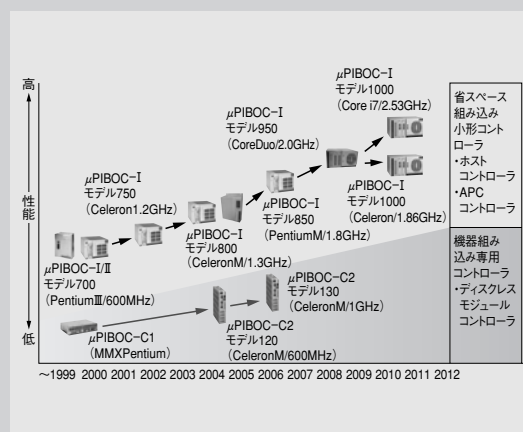 高
性能
低
μPIBOC-I
モデル1000
(Core i7/2.53GHz)
μPIBOC-I
モデル950
(CoreDuo/2.0GHz)
μPIBOC-I
モデル750
(Celeron1.2GHz)
μPIBOC-I
モデル1000
(Celeron/1.86GHz)
μPIBOC-I
モデル850
(PentiumM/1.8GHz)
μPIBOC-I
モデル800
(CeleronM/1.3GHz)
μPIBOC-I/Ⅱ
モデル700
(PentiumⅢ/600MHz)
μPIBOC-C2
モデル130
(CeleronM/1GHz)
μPIBOC-C2
モデル120
(CeleronM/600MHz)
μPIBOC-C1
(MMXPentium)
省スペース
組み込み
小形コント
ローラ
・ホスト
コントローラ
・APC
コントローラ
機器組み
込み専用
コントローラ
・ディスクレス
モジュール
コントローラ
～1999 2000 2001 2002 2003 2004 2005 2006 2007 2008 2009 2010 2011 2012